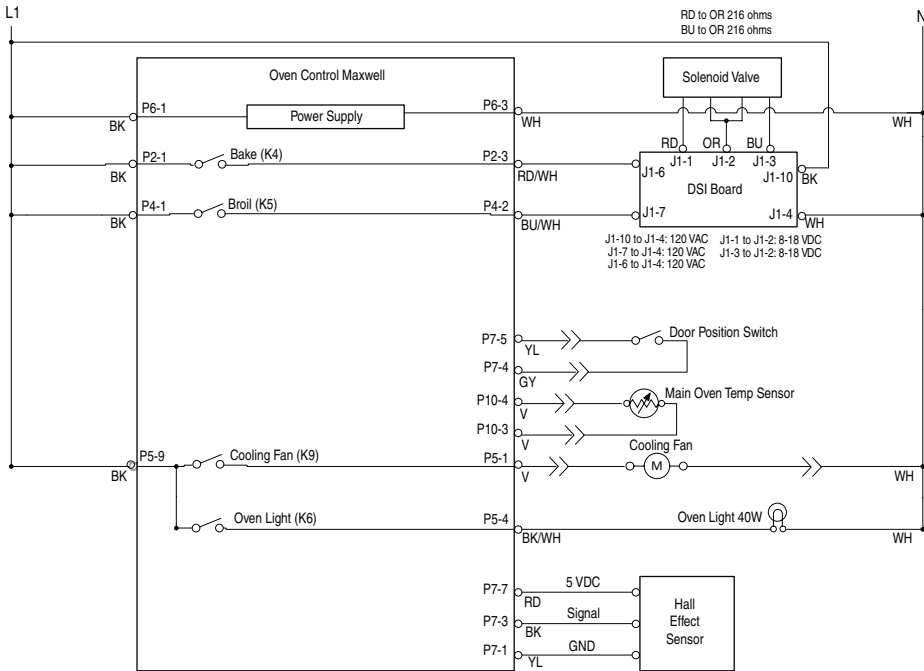 L1
N
RD to OR 216 ohms
BU to OR 216 ohms
Oven Control Maxwell
Solenoid Valve
P6-1
Power Supply
P6-3
BK
WH
WH
RD
OR
BU
P2-1
Bake (K4)
P2-3
J1-1
J1-2
J1-3
BK
RD/WH
J1-6
J1-10
BK
DSI Board
P4-1
Broil (K5)
P4-2
J1-7
J1-4
BK
BU/WH
WH
J1-10 to J1-4: 120 VAC
J1-1 to J1-2: 8-18 VDC
J1-7 to J1-4: 120 VAC
J1-3 to J1-2: 8-18 VDC
J1-6 to J1-4: 120 VAC
P7-5
Door Position Switch
YL
P7-4
GY
P10-4
Main Oven Temp Sensor
V
P10-3
V
Cooling Fan
P5-9
Cooling Fan (K9)
P5-1
M
BK
V
WH
Oven Light (K6)
P5-4
Oven Light 40W
BK/WH
WH
P7-7
5 VDC
RD
P7-3
Signal
BK
P7-1
GND
YL
Hall
Effect
Sensor